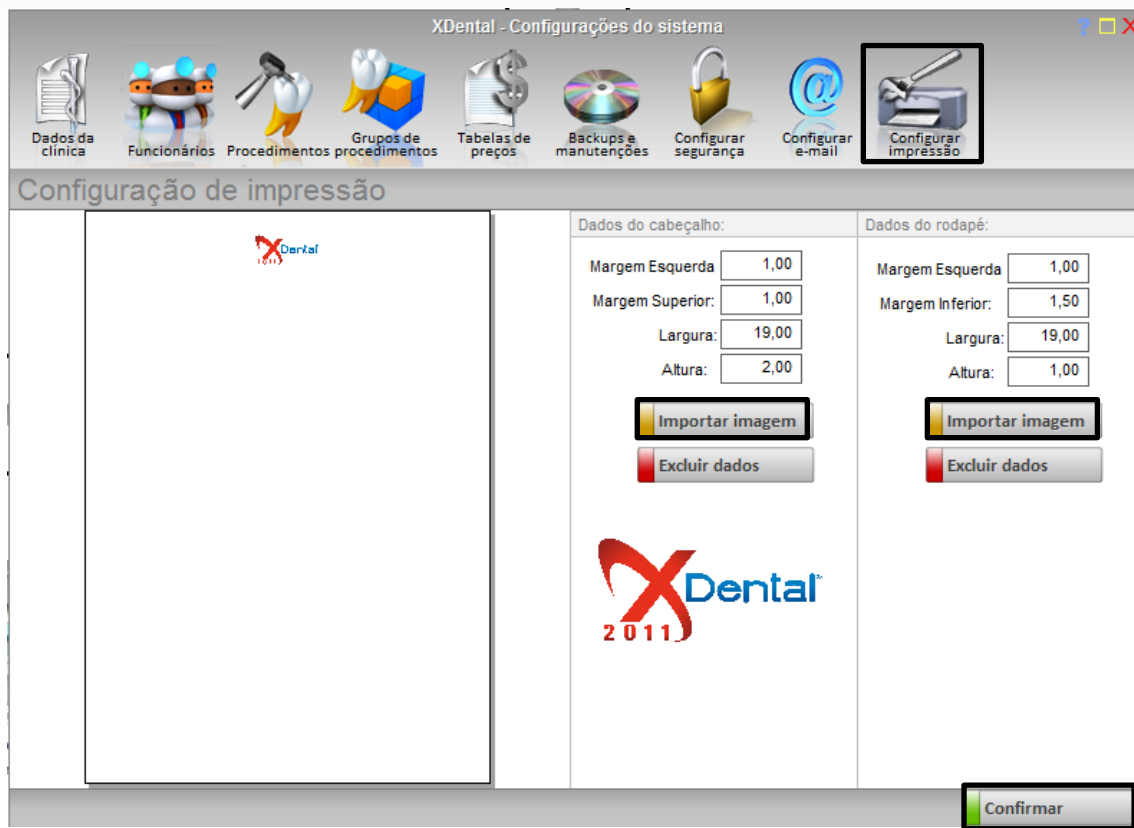 XDental - Configurações do sistema
?
X
Dados da
clínica
Funcionários
Procedimentos
Grupos de
procedimentos
Tabelas de
preços
Backups e
manutenções
Configurar
segurança
Configurar
e-mail
Configurar
impressão
Configuração de impressão
XDental
2011
Dados do cabeçalho:
Margem Esquerda 1,00
Margem Superior: 1,00
Largura: 19,00
Altura: 2,00
Importar imagem
Excluir dados
XDental
2011
Dados do rodapé:
Margem Esquerda 1,00
Margem Inferior: 1,50
Largura: 19,00
Altura: 1,00
Importar imagem
Excluir dados
Confirmar